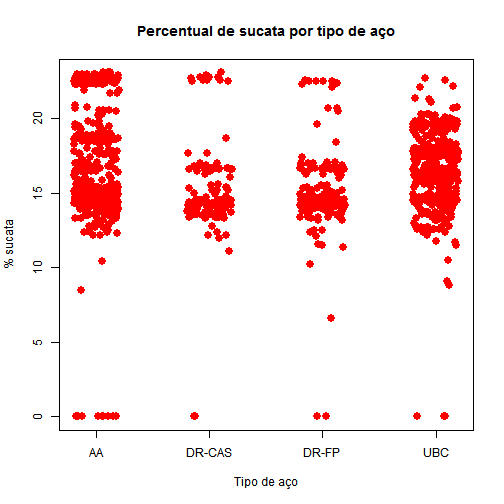 Percentual de sucata por tipo de aço
% sucata
20
15
10
5
0
AA DR-CAS DR-FP UBC
Tipo de aço